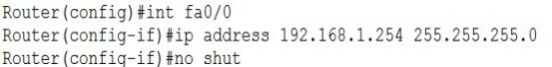 Router(config)#int fa0/0
Router(config-if)#ip address 192.168.1.254 255.255.255.0
Router(config-if)#no shut